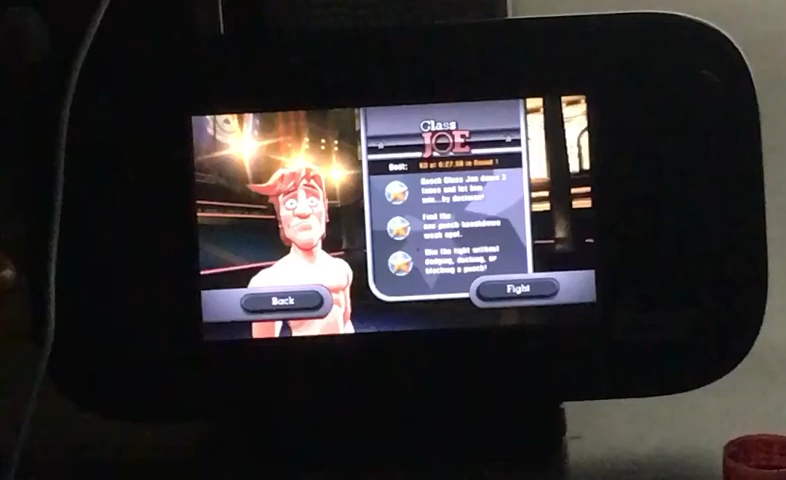 Glass
JOE
Best: KO at 0:27.60 in Round 1
Knock Glass Joe down 3
times and let him
win...by decision!
Find the
one punch knockdown
weak spot.
Win the fight without
dodging, ducking, or
blocking a punch!
Back
Fight